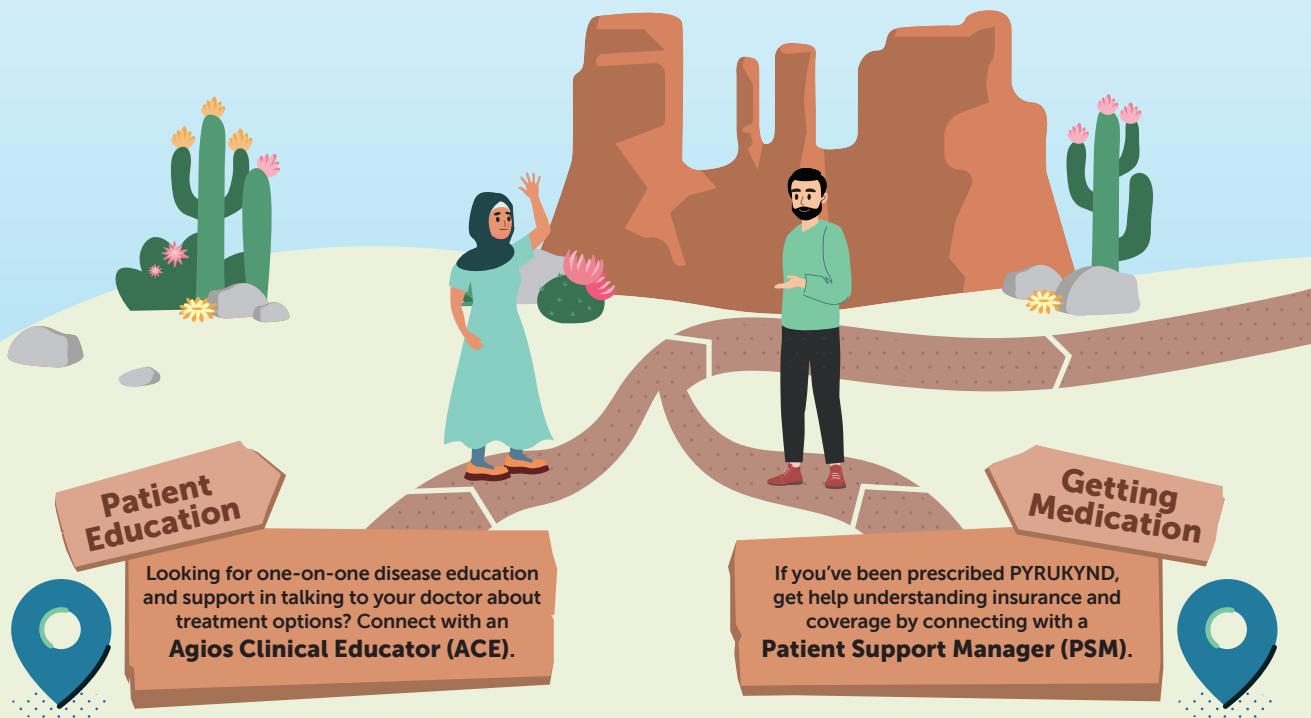 Patient
Education
Looking for one-on-one disease education
and support in talking to your doctor about
treatment options? Connect with an
Agios Clinical Educator (ACE).
Getting
Medication
If you’ve been prescribed PYRUKYND,
get help understanding insurance and
coverage by connecting with a
Patient Support Manager (PSM).